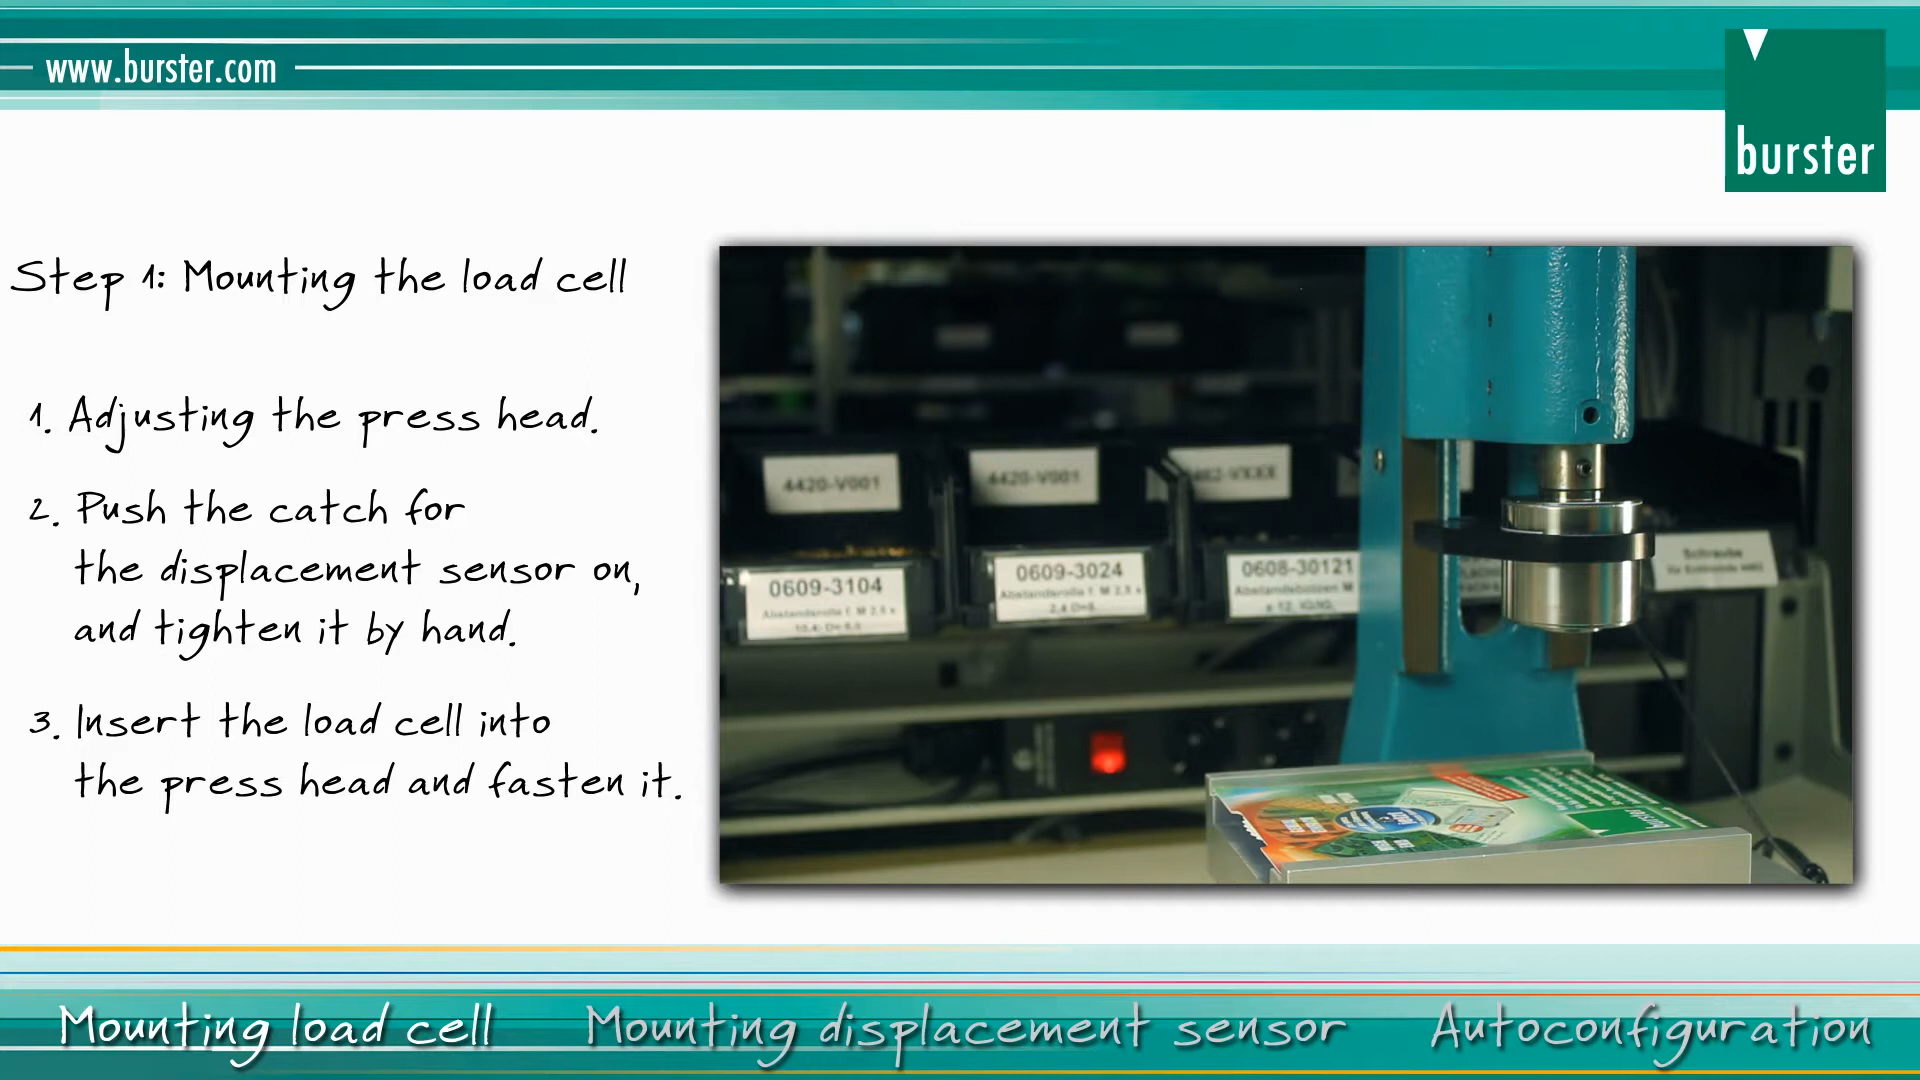 www.burster.com
burster
Step 1: Mounting the load cell
1. Adjusting the press head.
2. Push the catch for
the displacement sensor on,
and tighten it by hand.
3. Insert the load cell into
the press head and fasten it.
4420-V001
4420-V001
0609-3104
0609-3024
0608-30121
Schraube
burster
Mounting load cell
Mounting displacement sensor
Autoconfiguration